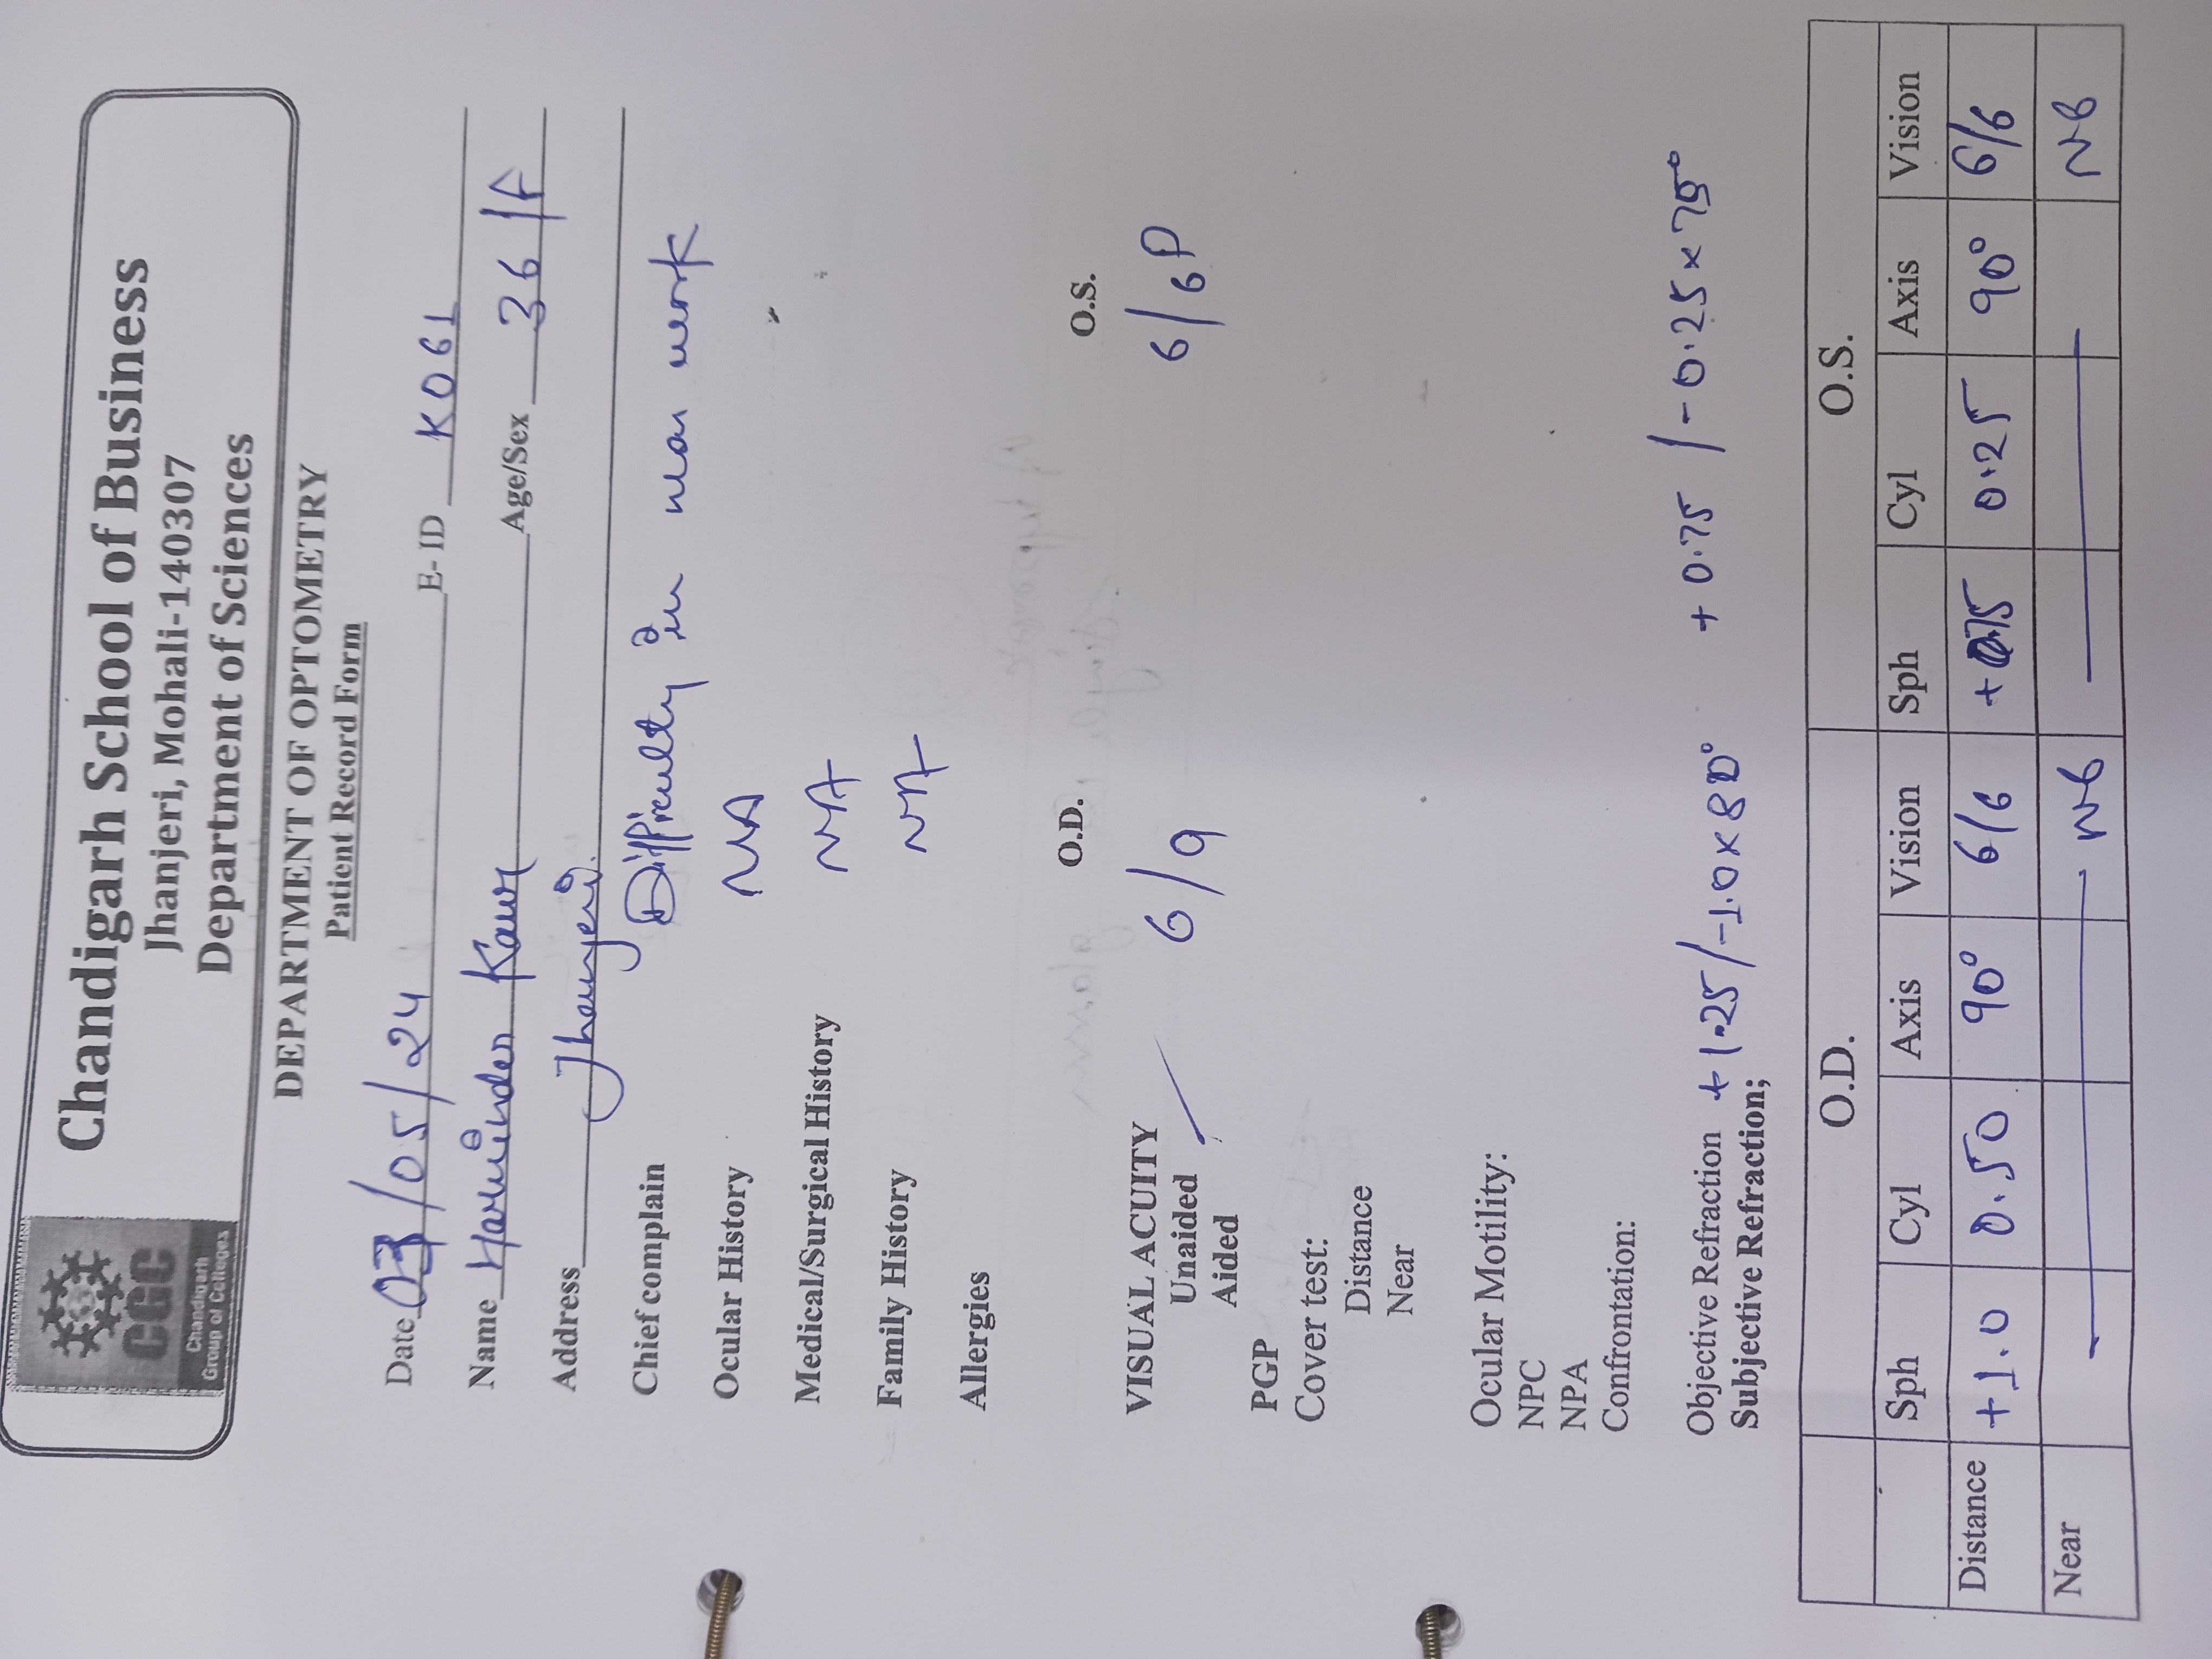 CGC
Chandigarh
Group of Colleges
Chandigarh School of Business
Jhanjeri, Mohali-140307
Department of Sciences
DEPARTMENT OF OPTOMETRY
Patient Record Form
Date 03/05/24 E- ID K061
Name Harwinder Kaur Age/Sex 36/F
Address Jhanjeri.
Chief complain Difficulty in near work
Ocular History NA
Medical/Surgical History NA
Family History NA
Allergies
O.D. O.S.
VISUAL ACUITY
Unaided 6/9 6/6P
Aided
PGP
Cover test:
Distance
Near
Ocular Motility:
NPC
NPA
Confrontation:
Objective Refraction +1.25/-1.0x80° +0.75/-0.25x75°
Subjective Refraction;
O.D. O.S.
Sph Cyl Axis Vision Sph Cyl Axis Vision
Distance +1.0 0.50 90° 6/6 +0.75 0.25 90° 6/6
Near N6 N6